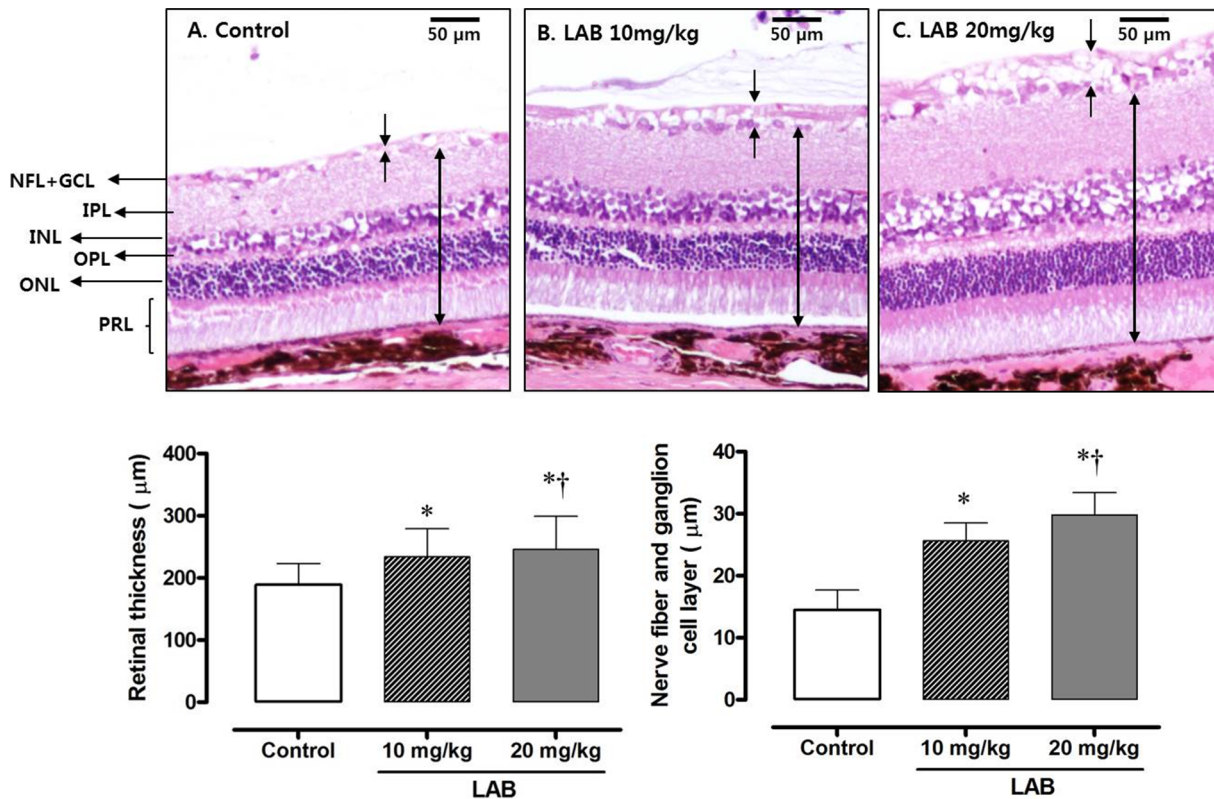 A. Control
50 μm
B. LAB 10mg/kg
50 μm
C. LAB 20mg/kg
50 μm
NFL+GCL
IPL
INL
OPL
ONL
PRL
Retinal thickness ( μm)
400
300
200
100
0
*
*†
Control
10 mg/kg
20 mg/kg
LAB
Nerve fiber and ganglion
cell layer ( μm)
40
30
20
10
0
*
*†
Control
10 mg/kg
20 mg/kg
LAB